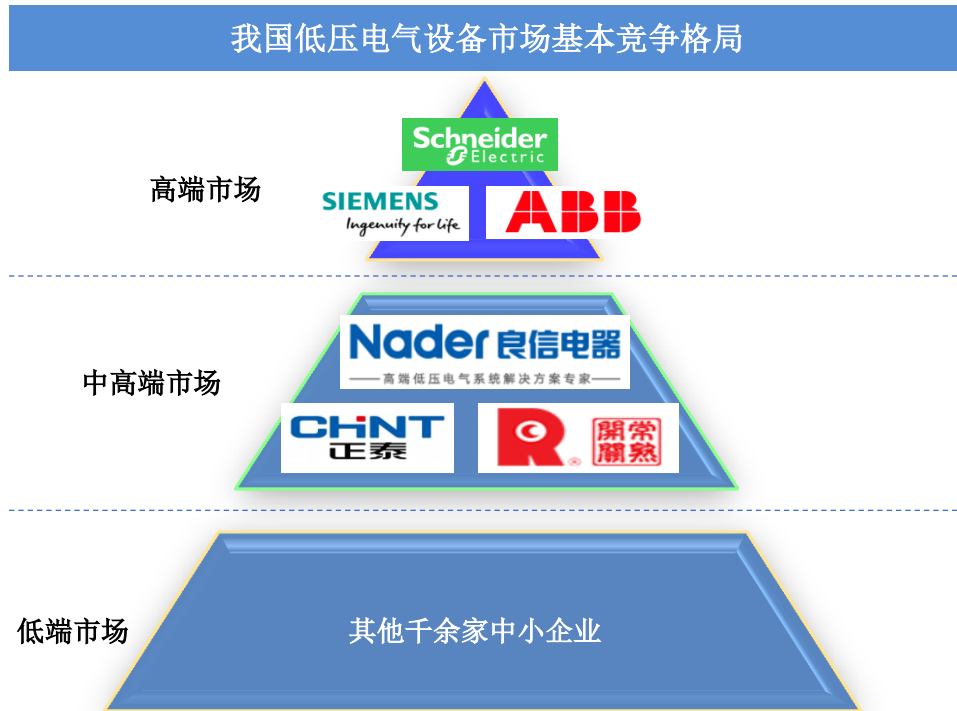 我国低压电气设备市场基本竞争格局
Schneider
Electric
高端市场
SIEMENS
Ingenuity for life
ABB
Nader 良信电器
高端低压电气系统解决方案专家
中高端市场
CHINT
正泰
R®
開常
關熟
其他千余家中小企业
低端市场